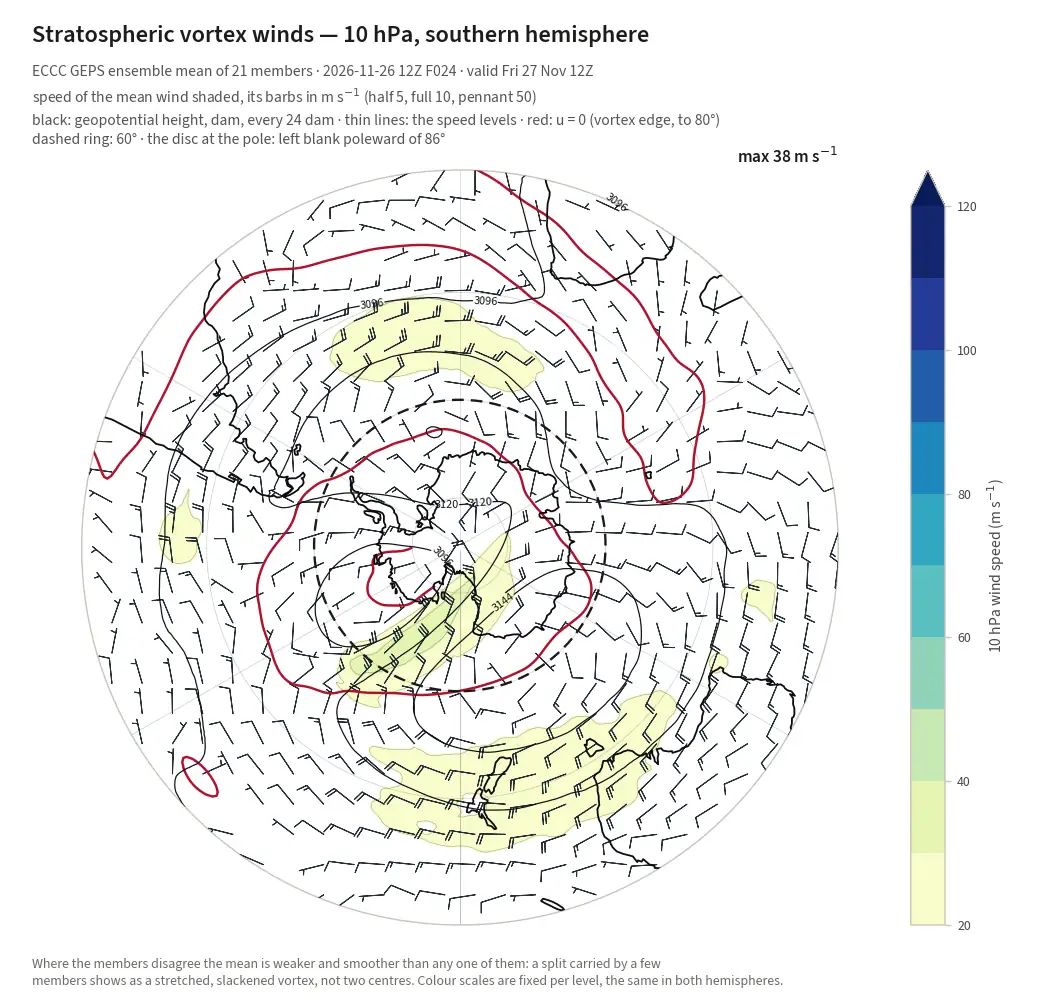 Stratospheric vortex winds — 10 hPa, southern hemisphere
ECCC GEPS ensemble mean of 21 members · 2026-11-26 12Z F024 · valid Fri 27 Nov 12Z
speed of the mean wind shaded, its barbs in m s⁻¹ (half 5, full 10, pennant 50)
black: geopotential height, dam, every 24 dam · thin lines: the speed levels · red: u = 0 (vortex edge, to 80°)
dashed ring: 60° · the disc at the pole: left blank poleward of 86°
max 38 m s⁻¹
3096
3096
3096
3120
3120
3096
3144
120
100
80
60
40
20
10 hPa wind speed (m s⁻¹)
Where the members disagree the mean is weaker and smoother than any one of them: a split carried by a few
members shows as a stretched, slackened vortex, not two centres. Colour scales are fixed per level, the same in both hemispheres.